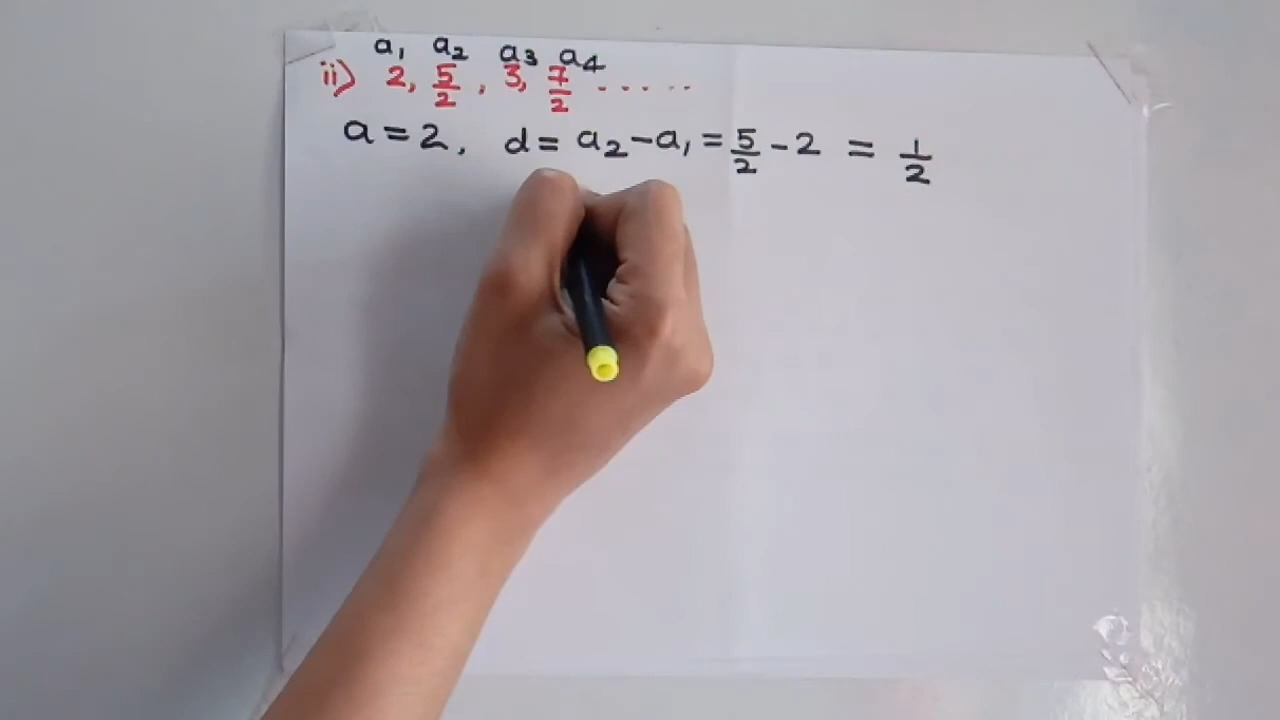 a₁ a₂ a₃ a₄
ii) 2, 5/2, 3, 7/2 ......
a = 2, d = a₂ - a₁ = 5/2 - 2 = 1/2